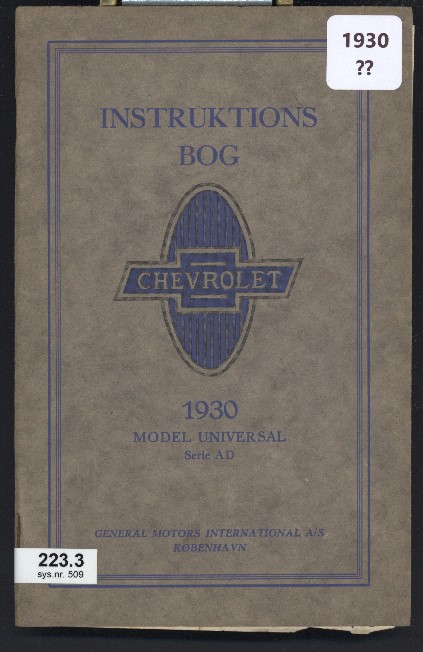 1930
??
INSTRUKTIONS
BOG
CHEVROLET
1930
MODEL UNIVERSAL
Serie AD
GENERAL MOTORS INTERNATIONAL A/S
KØBENHAVN
223.3
sys.nr. 509